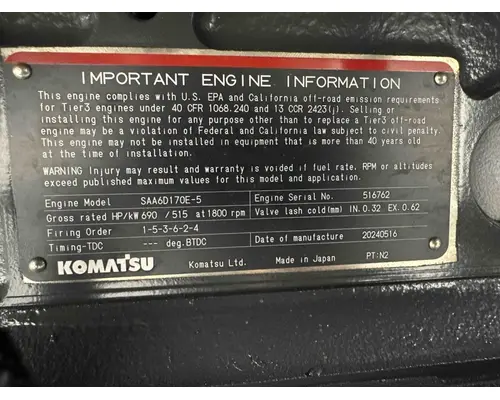 IMPORTANT ENGINE INFORMATION
This engine complies with U.S. EPA and California off-road emission requirements
for Tier3 engines under 40 CFR 1068.240 and 13 CCR 2423(j). Selling or
installing this engine for any purpose other than to replace a Tier3 off-road
engine may be a violation of Federal and California law subject to civil penalty.
This engine may not be installed in equipment that is more than 40 years old
at the time of installation.
WARNING Injury may result and warranty is voided if fuel rate, RPM or altitudes
exceed published maximum values for this model and application.
Engine Model SAA6D170E-5 Engine Serial No. 516762
Gross rated HP/kW 690 / 515 at 1800 rpm Valve lash cold(mm) IN.0.32 EX.0.62
Firing Order 1-5-3-6-2-4
Timing-TDC --- deg.BTDC Date of manufacture 20240516
KOMATSU Komatsu Ltd. Made in Japan PT:N2